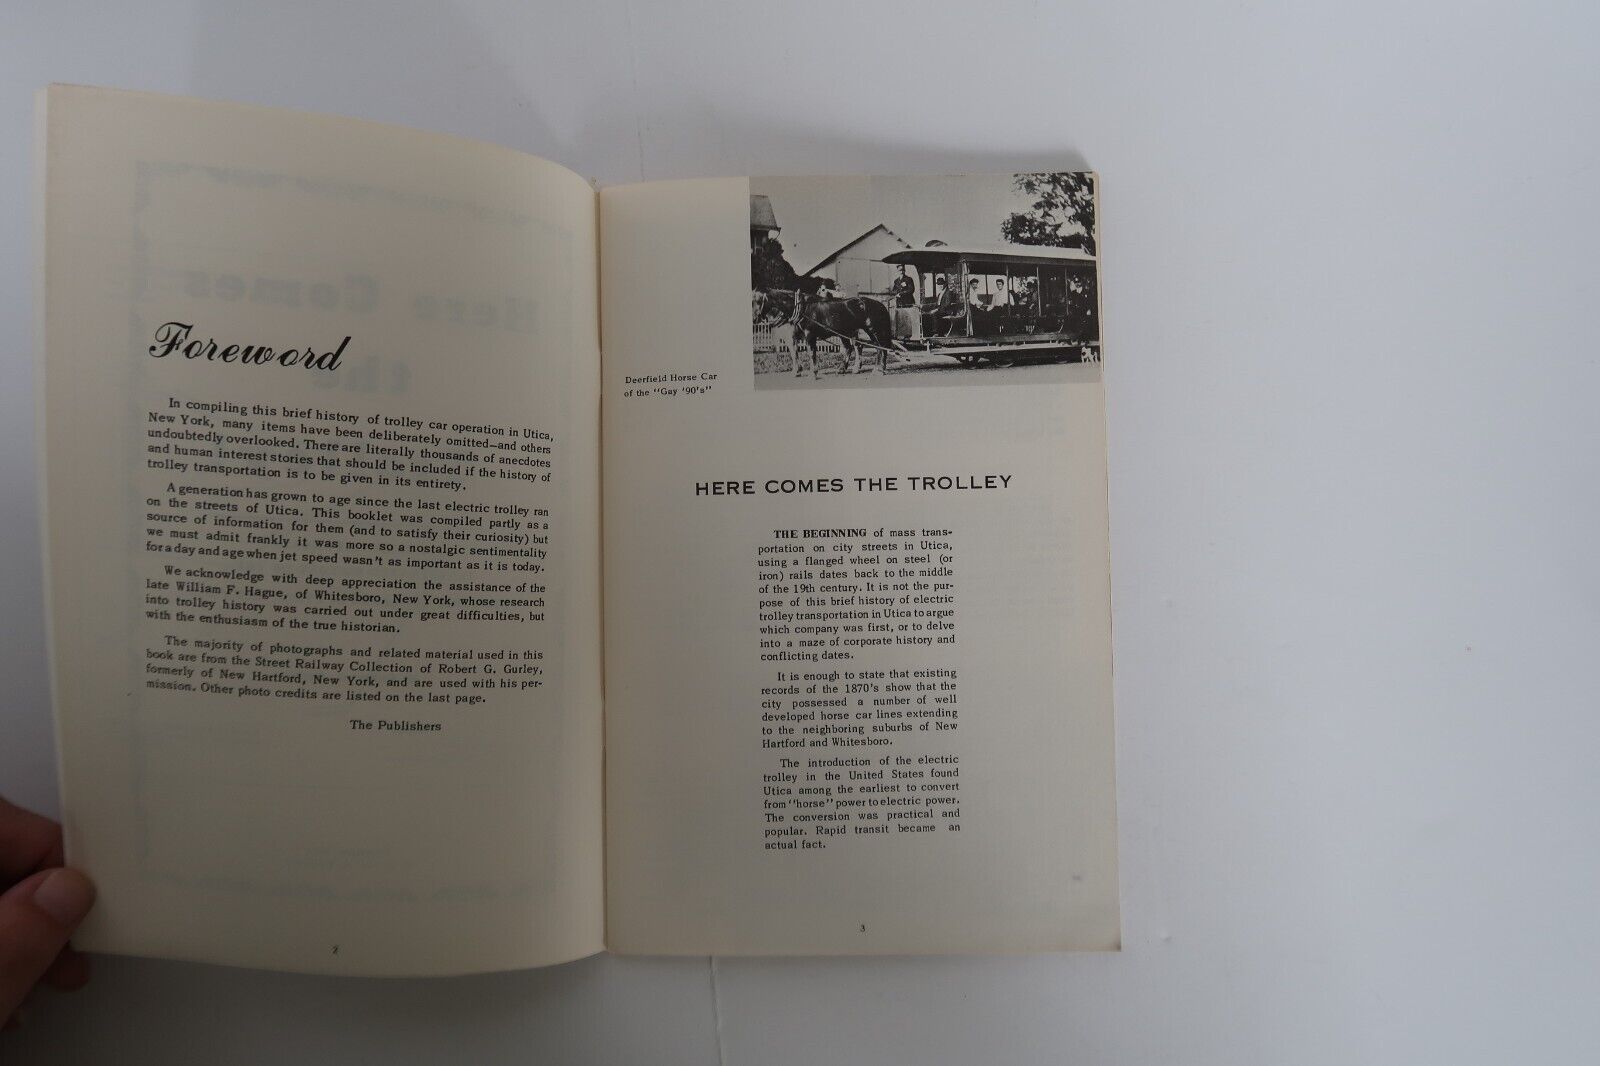 Foreword
In compiling this brief history of trolley car operation in Utica,
New York, many items have been deliberately omitted—and others
undoubtedly overlooked. There are literally thousands of anecdotes
and human interest stories that should be included if the history of
trolley transportation is to be given in its entirety.
A generation has grown to age since the last electric trolley ran
on the streets of Utica. This booklet was compiled partly as a
source of information for them (and to satisfy their curiosity) but
we must admit frankly it was more so a nostalgic sentimentality
for a day and age when jet speed wasn't as important as it is today.
We acknowledge with deep appreciation the assistance of the
late William F. Hague, of Whitesboro, New York, whose research
into trolley history was carried out under great difficulties, but
with the enthusiasm of the true historian.
The majority of photographs and related material used in this
book are from the Street Railway Collection of Robert G. Gurley,
formerly of New Hartford, New York, and are used with his per-
mission. Other photo credits are listed on the last page.
The Publishers
2
Here Comes
the
Deerfield Horse Car
of the "Gay '90's"
HERE COMES THE TROLLEY
THE BEGINNING of mass trans-
portation on city streets in Utica,
using a flanged wheel on steel (or
iron) rails dates back to the middle
of the 19th century. It is not the pur-
pose of this brief history of electric
trolley transportation in Utica to argue
which company was first, or to delve
into a maze of corporate history and
conflicting dates.
It is enough to state that existing
records of the 1870's show that the
city possessed a number of well
developed horse car lines extending
to the neighboring suburbs of New
Hartford and Whitesboro.
The introduction of the electric
trolley in the United States found
Utica among the earliest to convert
from "horse" power to electric power.
The conversion was practical and
popular. Rapid transit became an
actual fact.
3